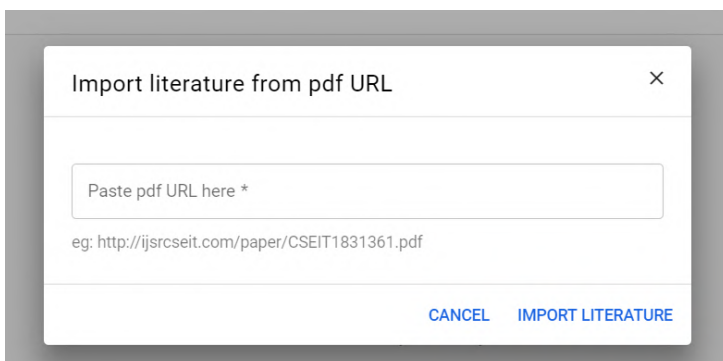 Import literature from pdf URL
Paste pdf URL here *
eg: http://ijsrcseit.com/paper/CSEIT1831361.pdf
CANCEL IMPORT LITERATURE